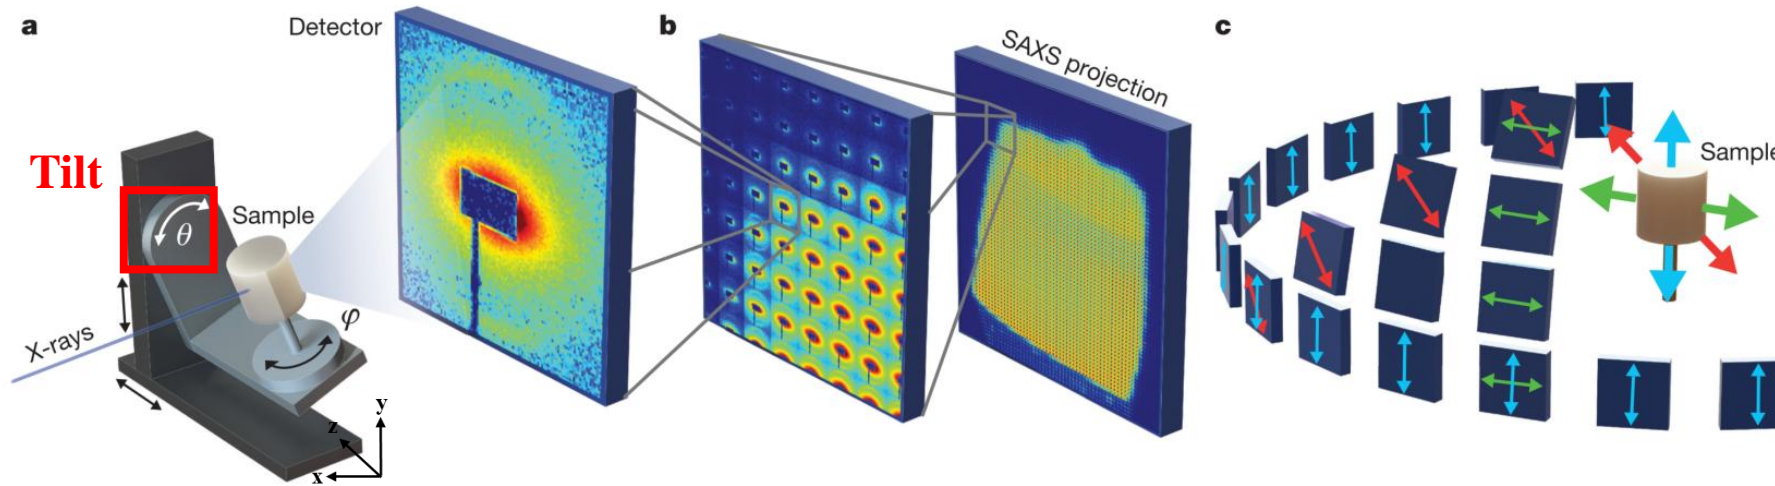 a
Detector
Tilt
θ
Sample
X-rays
φ
y
z
x
b
SAXS projection
c
Sample